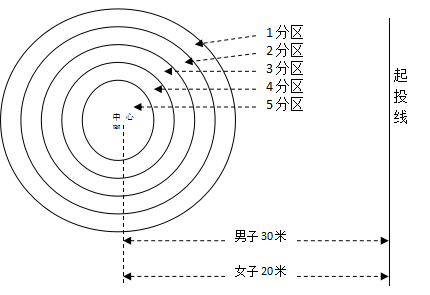 1分区
2分区
3分区
4分区
5分区
中 心
起投线
男子30米
女子20米